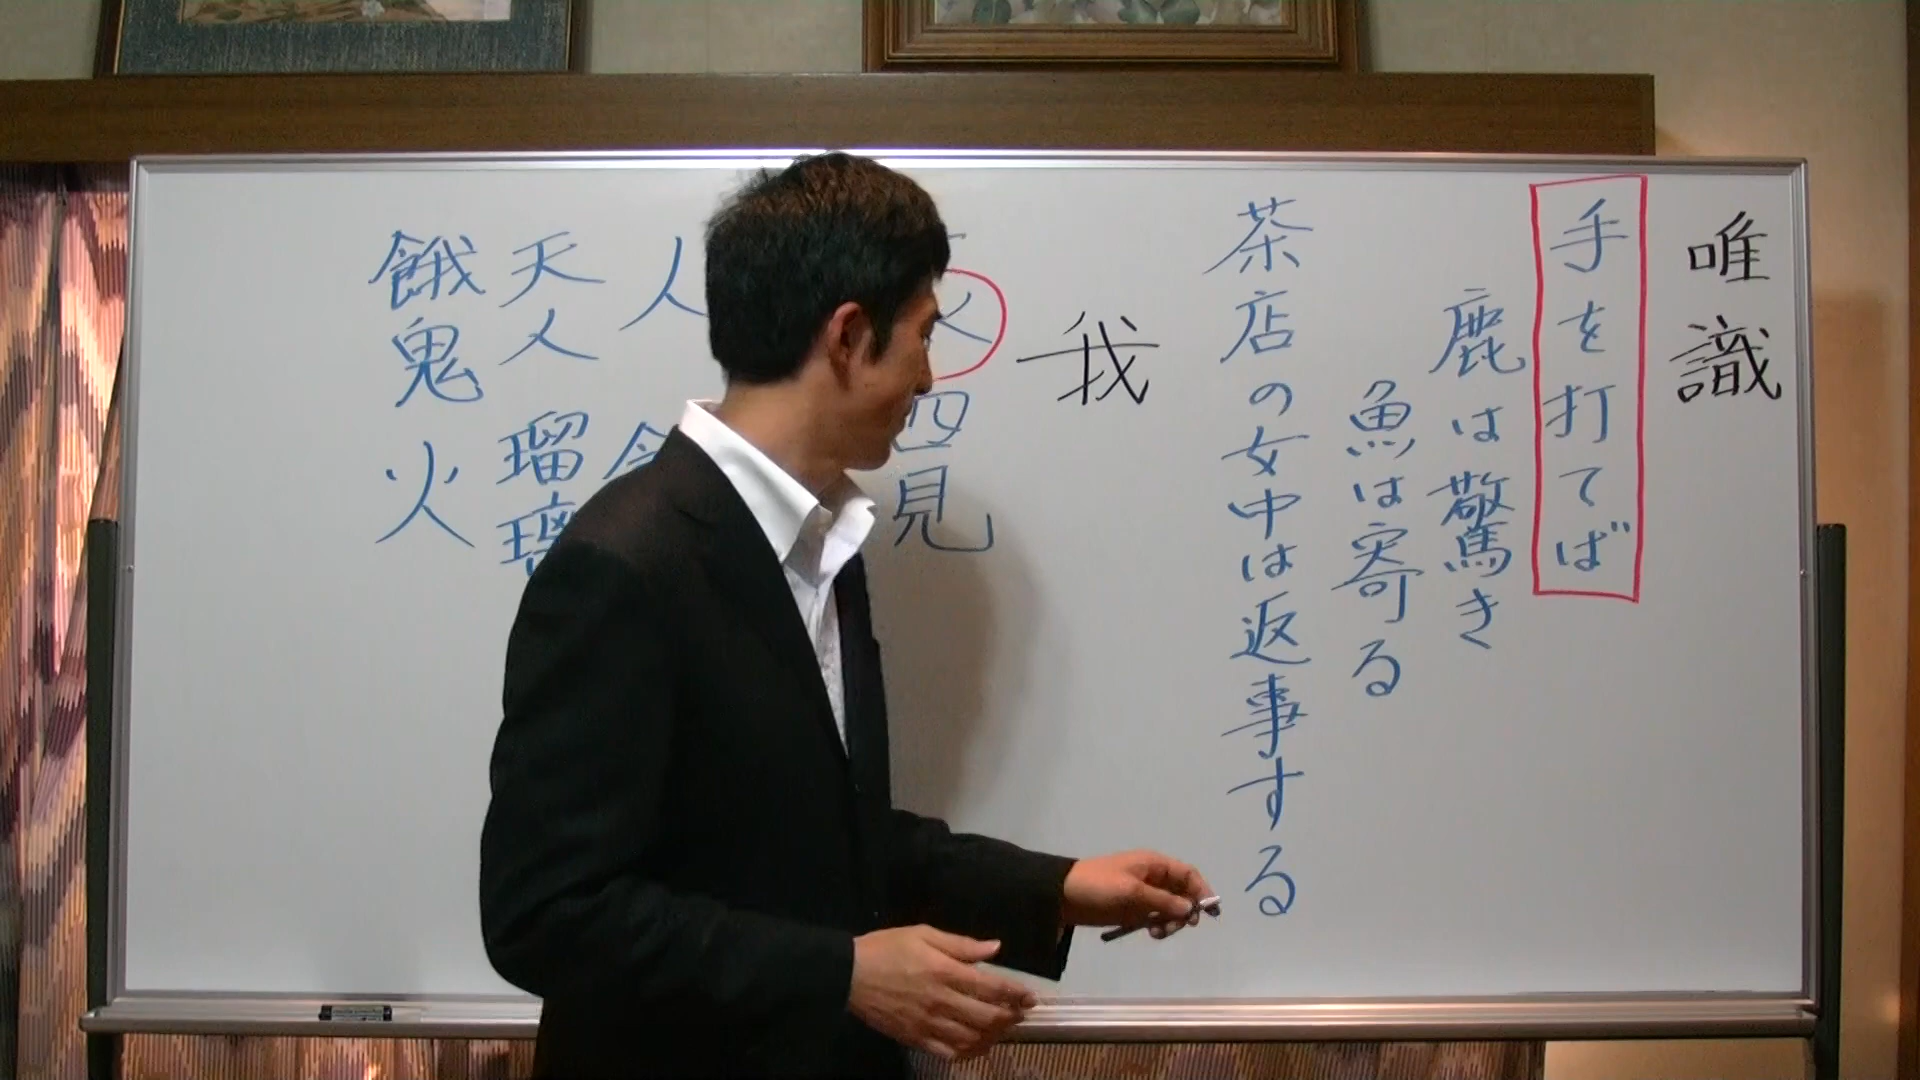 唯識
手を打てば
鹿は驚き
魚は寄る
茶店の女中は返事する
我
四見
人
天人 瑠璃
餓鬼 火